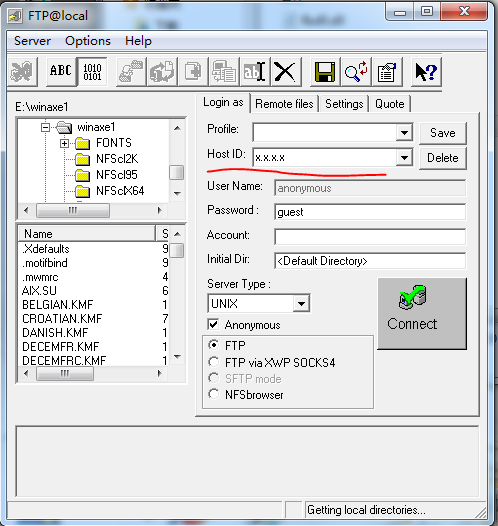 FTP@local
Server Options Help
ABC 1010 0101
E:\winaxe1
winaxe1
FONTS
NFScl2K
NFScl95
NFSclX64
Name S
.Xdefaults 9
.motifbind 9
.mwmrc 4
AIX.SU 6
BELGIAN.KMF 1
CROATIAN.KMF 7
DANISH.KMF 1
DECEMFR.KMF 1
DECMFRC.KMF 1
Login as Remote files Settings Quote
Profile: Save
Host ID: x.x.x.x Delete
User Name: anonymous
Password : guest
Account:
Initial Dir: <Default Directory>
Server Type :
UNIX
Anonymous
Connect
FTP
FTP via XWP SOCKS4
SFTP mode
NFSbrowser
Getting local directories...